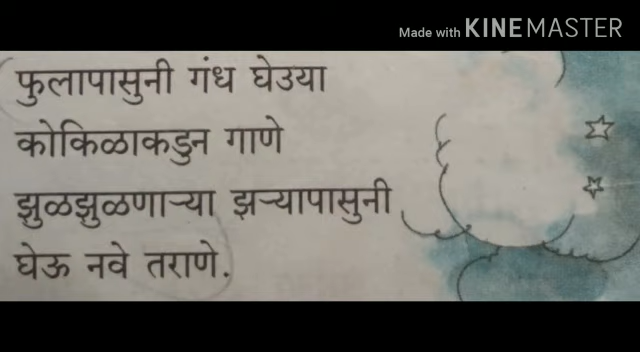 Made with KINEMASTER
फुलापासुनी गंध घेउया
कोकिळाकडुन गाणे
झुळझुळणाऱ्या झऱ्यापासुनी
घेऊ नवे तराणे.